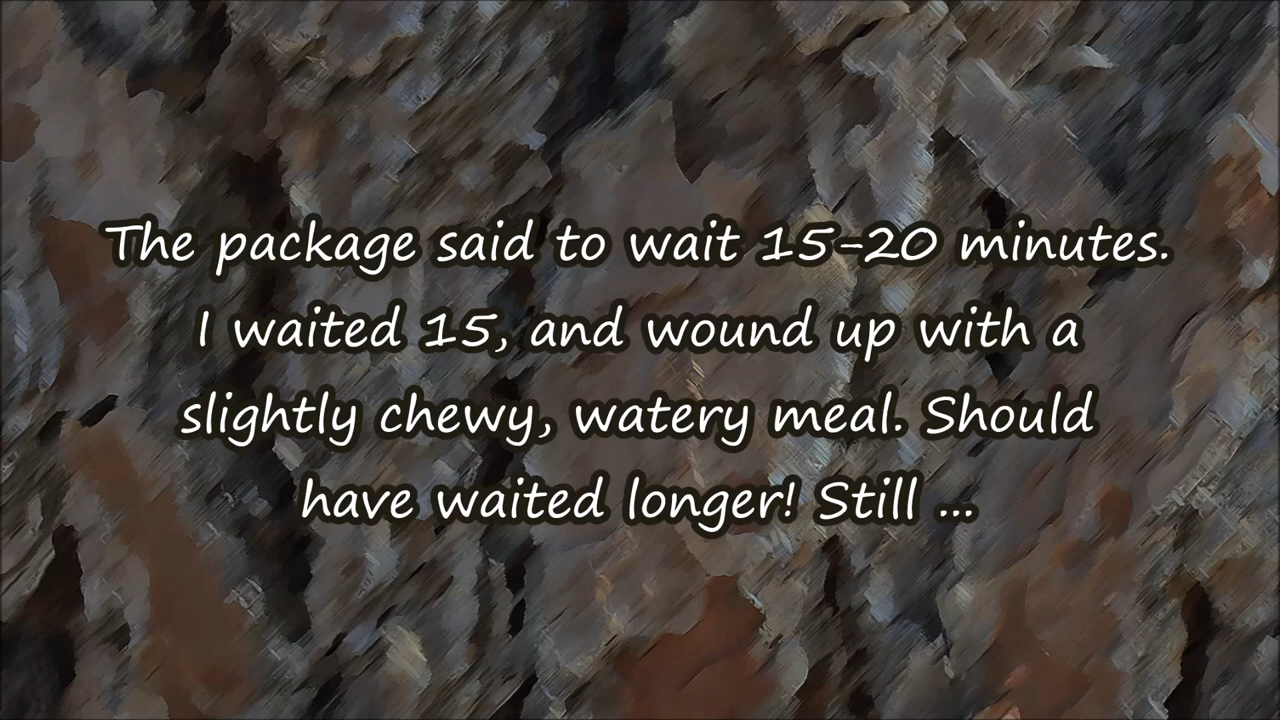 The package said to wait 15-20 minutes.
I waited 15, and wound up with a
slightly chewy, watery meal. Should
have waited longer! Still ...